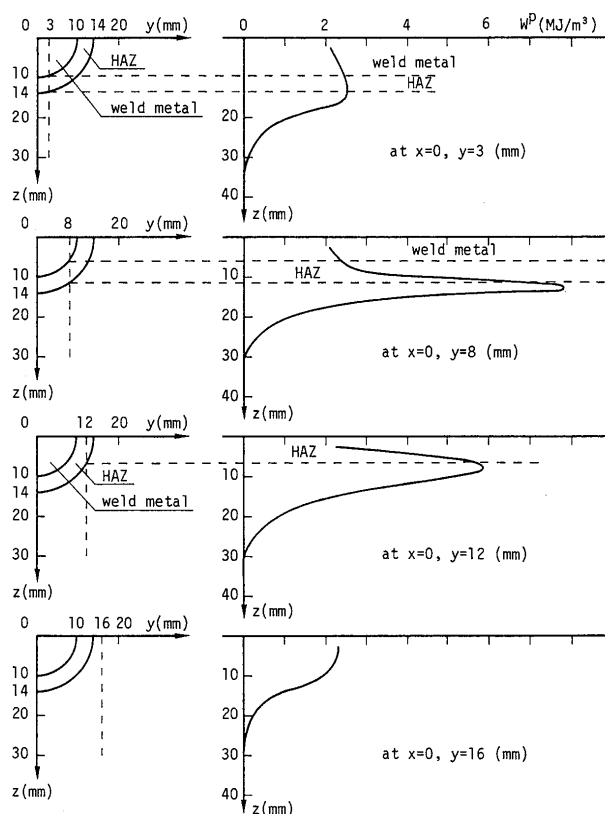 0 3 10 14 20 y(mm)
0 2 4 6 Wᵖ(MJ/m³)
HAZ
weld metal
10
14
20
30
z(mm)
weld metal
HAZ
10
20
30
40
z(mm)
at x=0, y=3 (mm)
0 8 14 20 y(mm)
10
14
20
30
z(mm)
weld metal
HAZ
10
20
30
40
z(mm)
at x=0, y=8 (mm)
0 12 20 y(mm)
10
14
20
30
z(mm)
HAZ
weld metal
HAZ
10
20
30
40
z(mm)
at x=0, y=12 (mm)
0 10 16 20 y(mm)
10
14
20
30
z(mm)
10
20
30
40
z(mm)
at x=0, y=16 (mm)